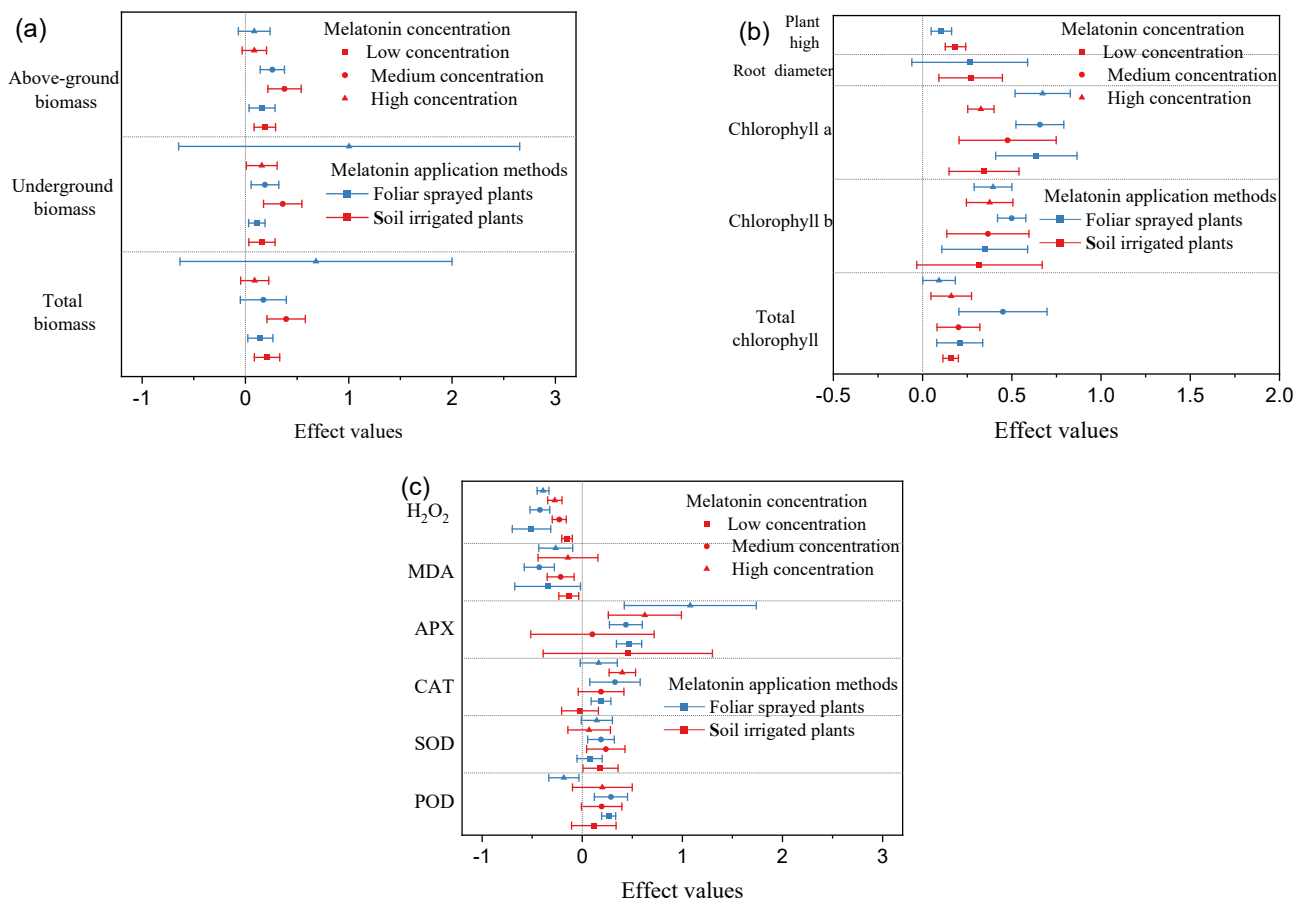 (a)
Above-ground
biomass
Underground
biomass
Total
biomass
Melatonin concentration
Low concentration
Medium concentration
High concentration
Melatonin application methods
Foliar sprayed plants
Soil irrigated plants
-1 0 1 2 3
Effect values
(b)
Plant
high
Root diameter
Chlorophyll a
Chlorophyll b
Total
chlorophyll
Melatonin concentration
Low concentration
Medium concentration
High concentration
Melatonin application methods
Foliar sprayed plants
Soil irrigated plants
-0.5 0.0 0.5 1.0 1.5 2.0
Effect values
(c)
H2O2
MDA
APX
CAT
SOD
POD
Melatonin concentration
Low concentration
Medium concentration
High concentration
Melatonin application methods
Foliar sprayed plants
Soil irrigated plants
-1 0 1 2 3
Effect values